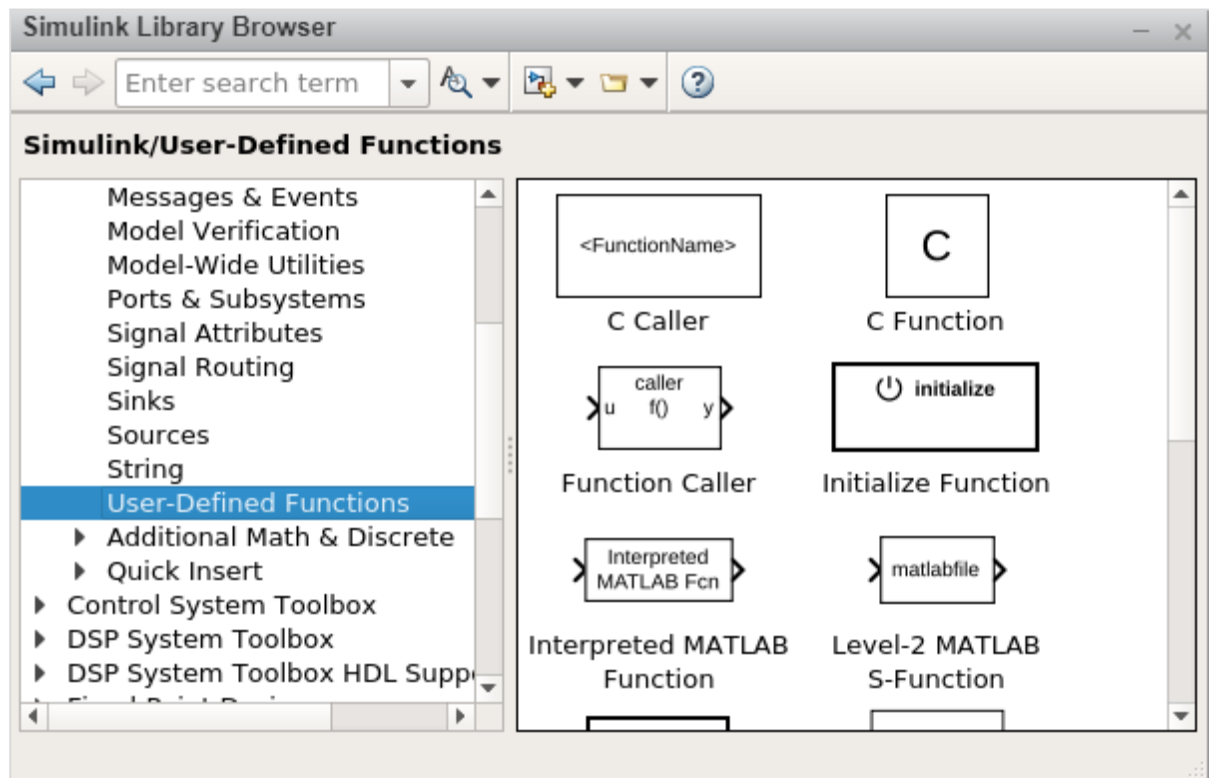 Simulink Library Browser
Enter search term
Simulink/User-Defined Functions
Messages & Events
Model Verification
Model-Wide Utilities
Ports & Subsystems
Signal Attributes
Signal Routing
Sinks
Sources
String
User-Defined Functions
Additional Math & Discrete
Quick Insert
Control System Toolbox
DSP System Toolbox
DSP System Toolbox HDL Supp
<FunctionName>
C Caller
C
C Function
caller
u f() y
Function Caller
initialize
Initialize Function
Interpreted
MATLAB Fcn
Interpreted MATLAB
Function
matlabfile
Level-2 MATLAB
S-Function